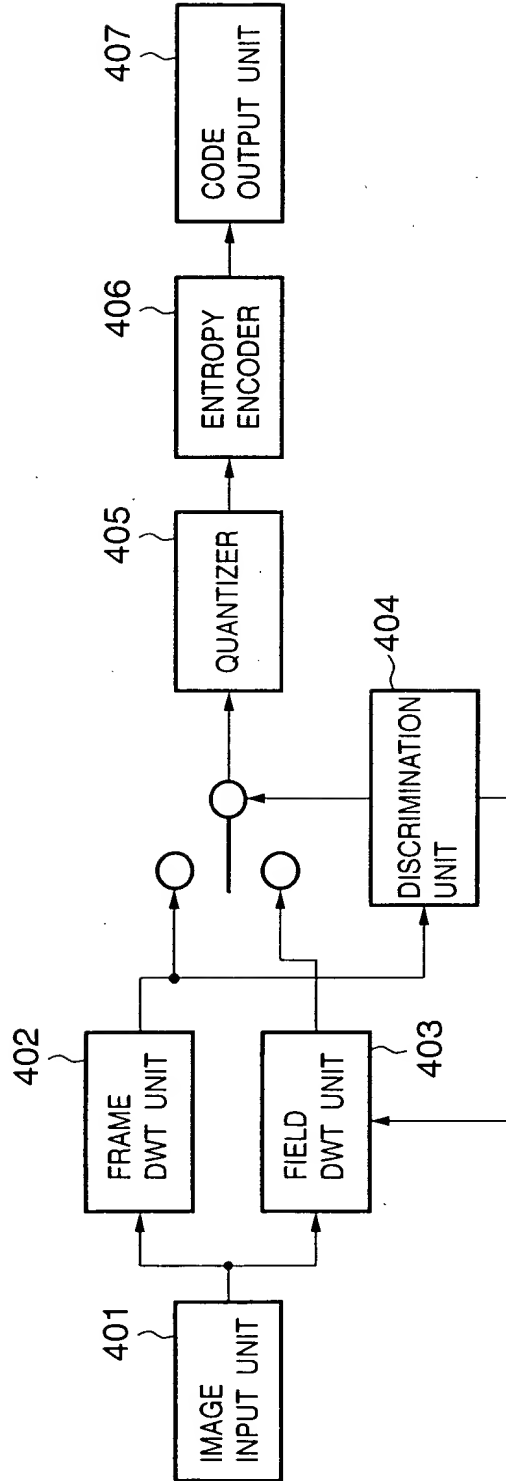 401
IMAGE
INPUT UNIT
402
FRAME
DWT UNIT
403
FIELD
DWT UNIT
404
DISCRIMINATION
UNIT
405
QUANTIZER
406
ENTROPY
ENCODER
407
CODE
OUTPUT UNIT